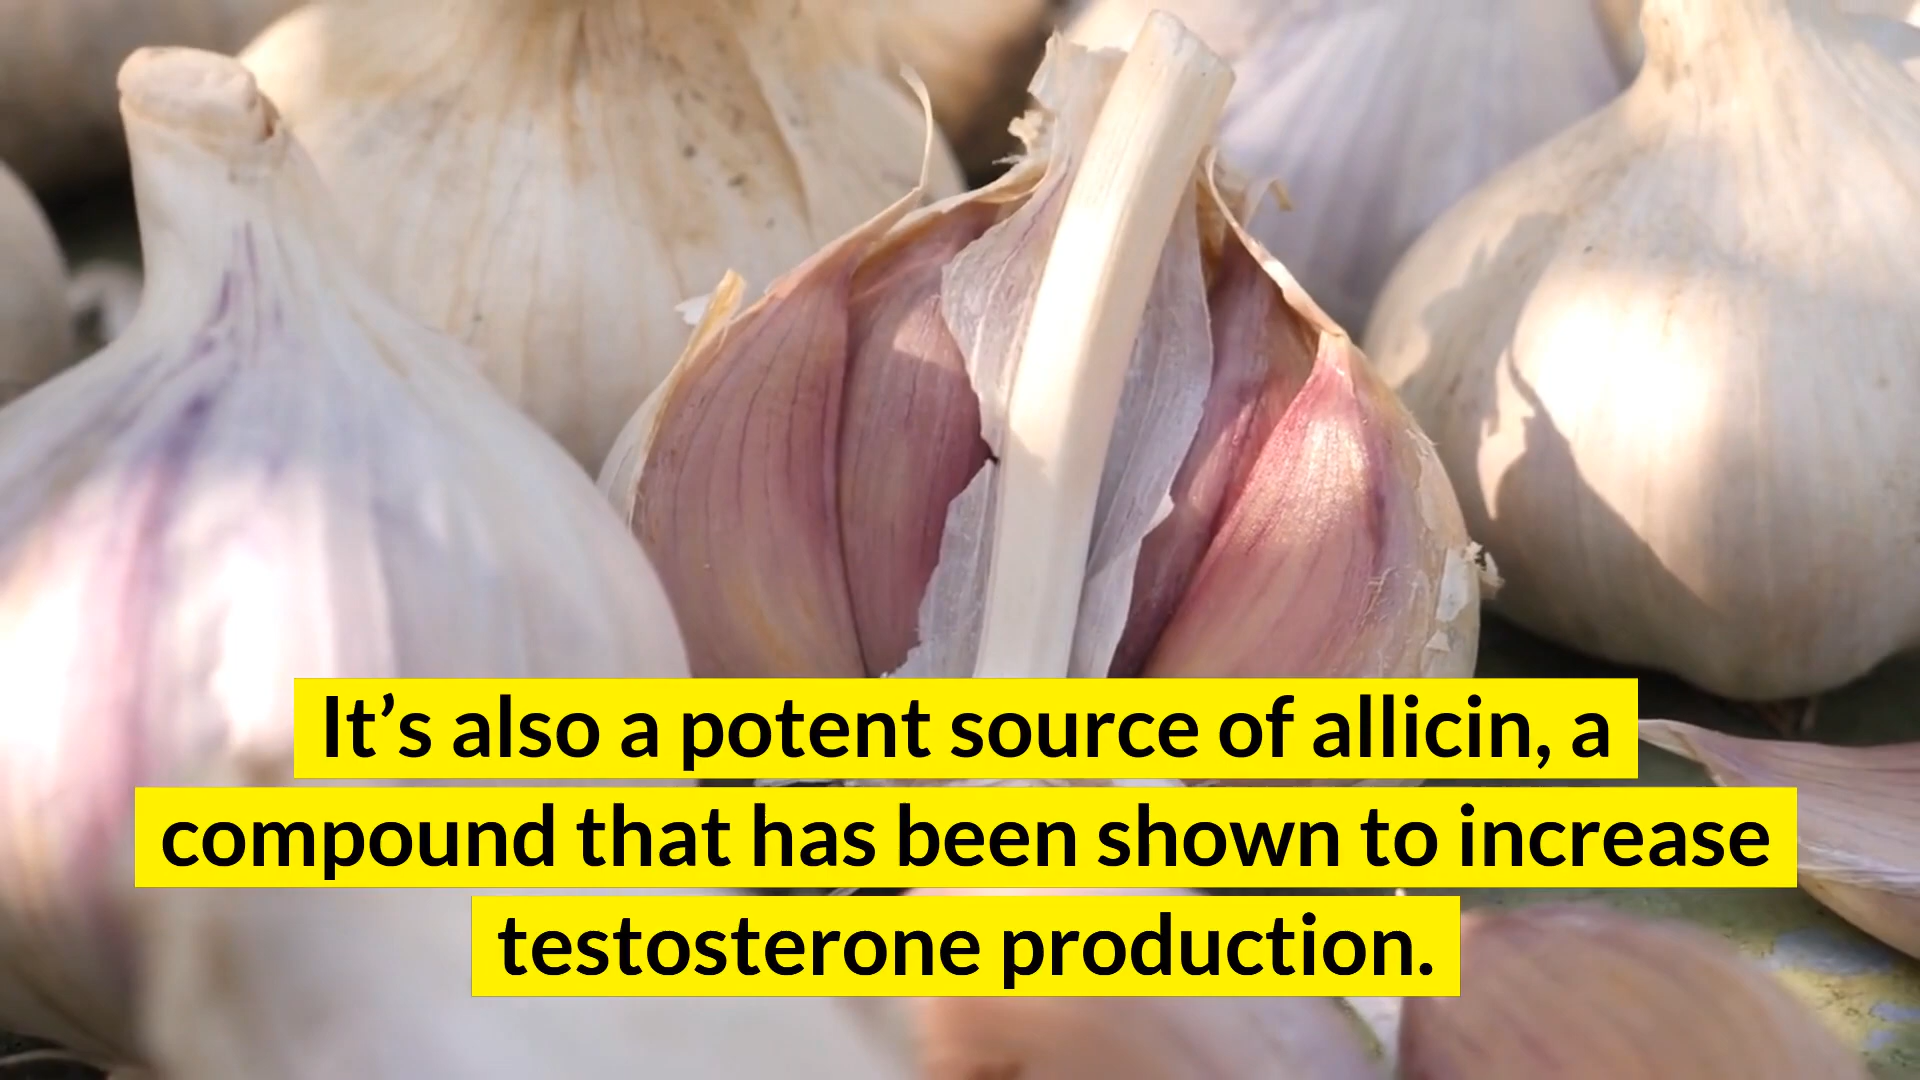 It’s also a potent source of allicin, a
compound that has been shown to increase
testosterone production.